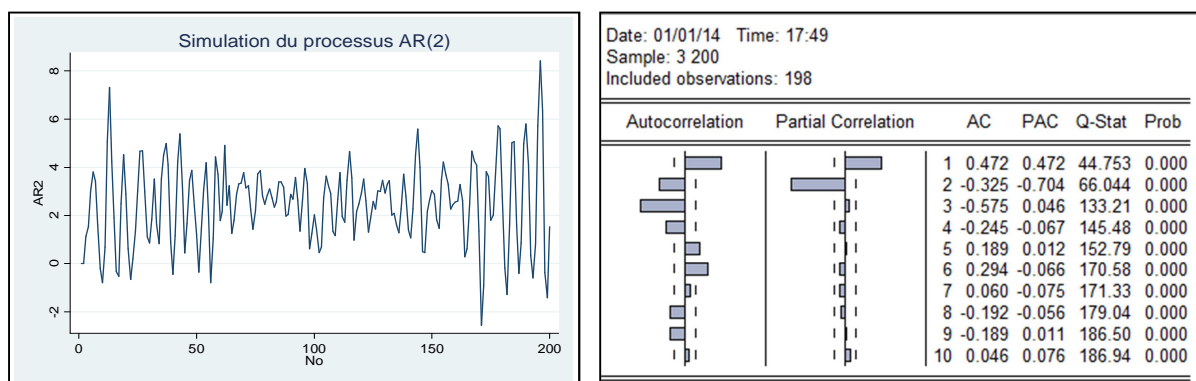 Simulation du processus AR(2)
8
6
4
2
0
-2
AR2
0 50 100 150 200
No
Date: 01/01/14 Time: 17:49
Sample: 3 200
Included observations: 198
Autocorrelation Partial Correlation AC PAC Q-Stat Prob
1 0.472 0.472 44.753 0.000
2 -0.325 -0.704 66.044 0.000
3 -0.575 0.046 133.21 0.000
4 -0.245 -0.067 145.48 0.000
5 0.189 0.012 152.79 0.000
6 0.294 -0.066 170.58 0.000
7 0.060 -0.075 171.33 0.000
8 -0.192 -0.056 179.04 0.000
9 -0.189 0.011 186.50 0.000
10 0.046 0.076 186.94 0.000